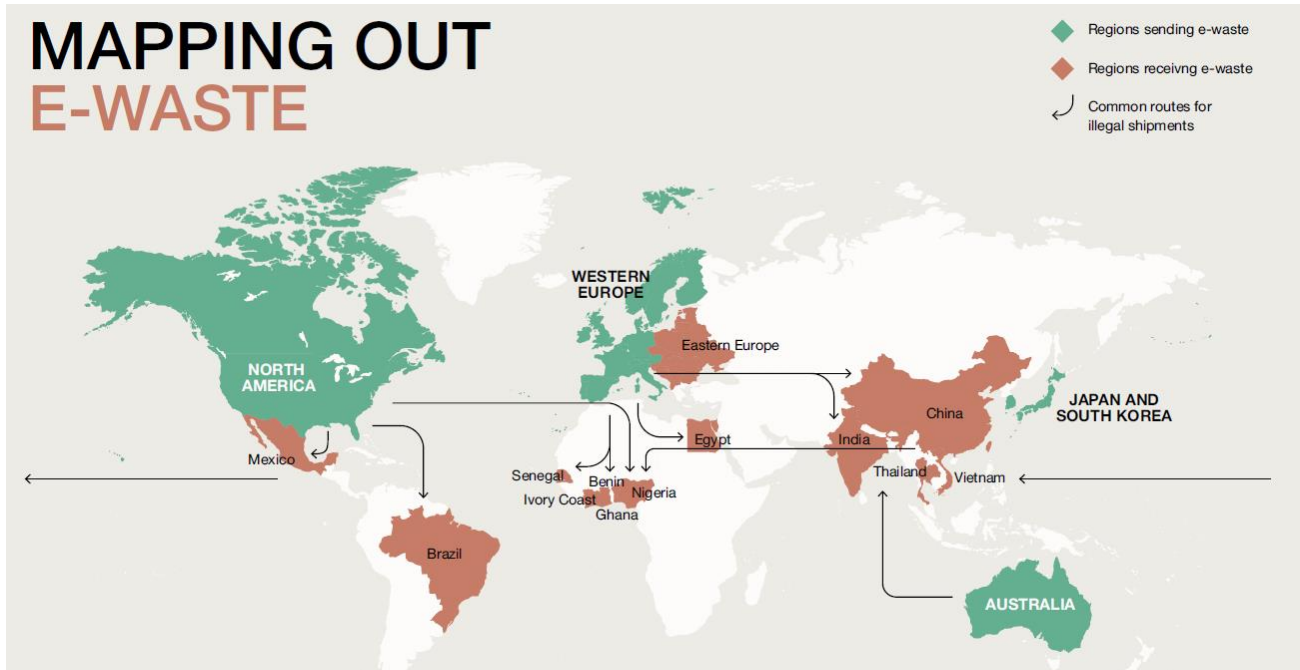 MAPPING OUT
E-WASTE
Regions sending e-waste
Regions receivng e-waste
Common routes for
illegal shipments
WESTERN
EUROPE
Eastern Europe
NORTH
AMERICA
JAPAN AND
SOUTH KOREA
China
Mexico
Egypt
India
Senegal
Benin
Nigeria
Thailand
Vietnam
Ivory Coast
Ghana
Brazil
AUSTRALIA